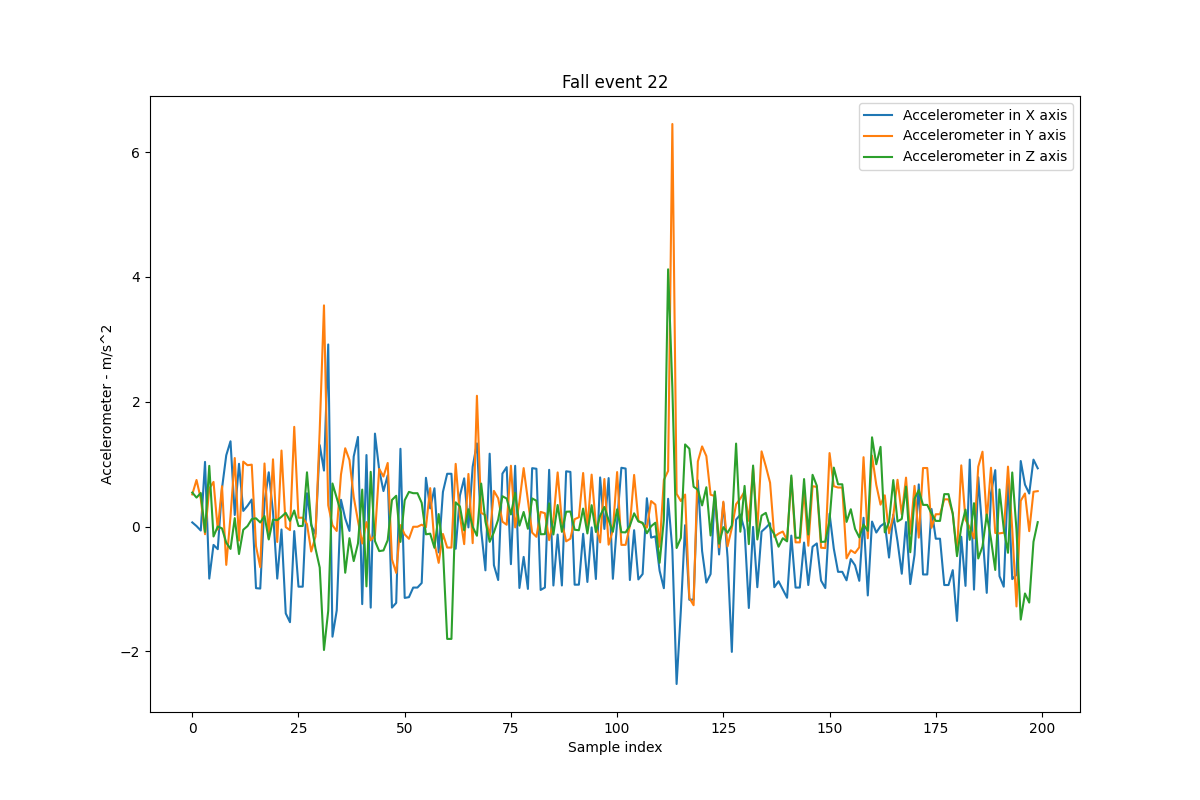 Fall event 22
Accelerometer in X axis
Accelerometer in Y axis
Accelerometer in Z axis
Accelerometer - m/s^2
6
4
2
0
−2
0 25 50 75 100 125 150 175 200
Sample index